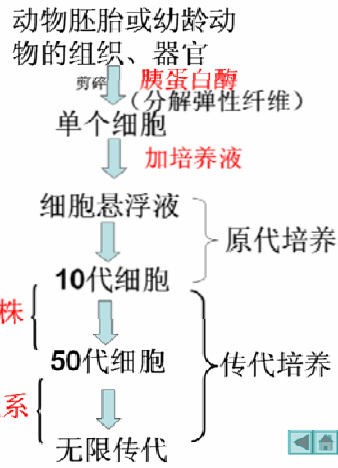 动物胚胎或幼龄动
物的组织、器官
剪碎
胰蛋白酶
（分解弹性纤维）
单个细胞
加培养液
细胞悬浮液
原代培养
10代细胞
株
50代细胞
传代培养
系
无限传代